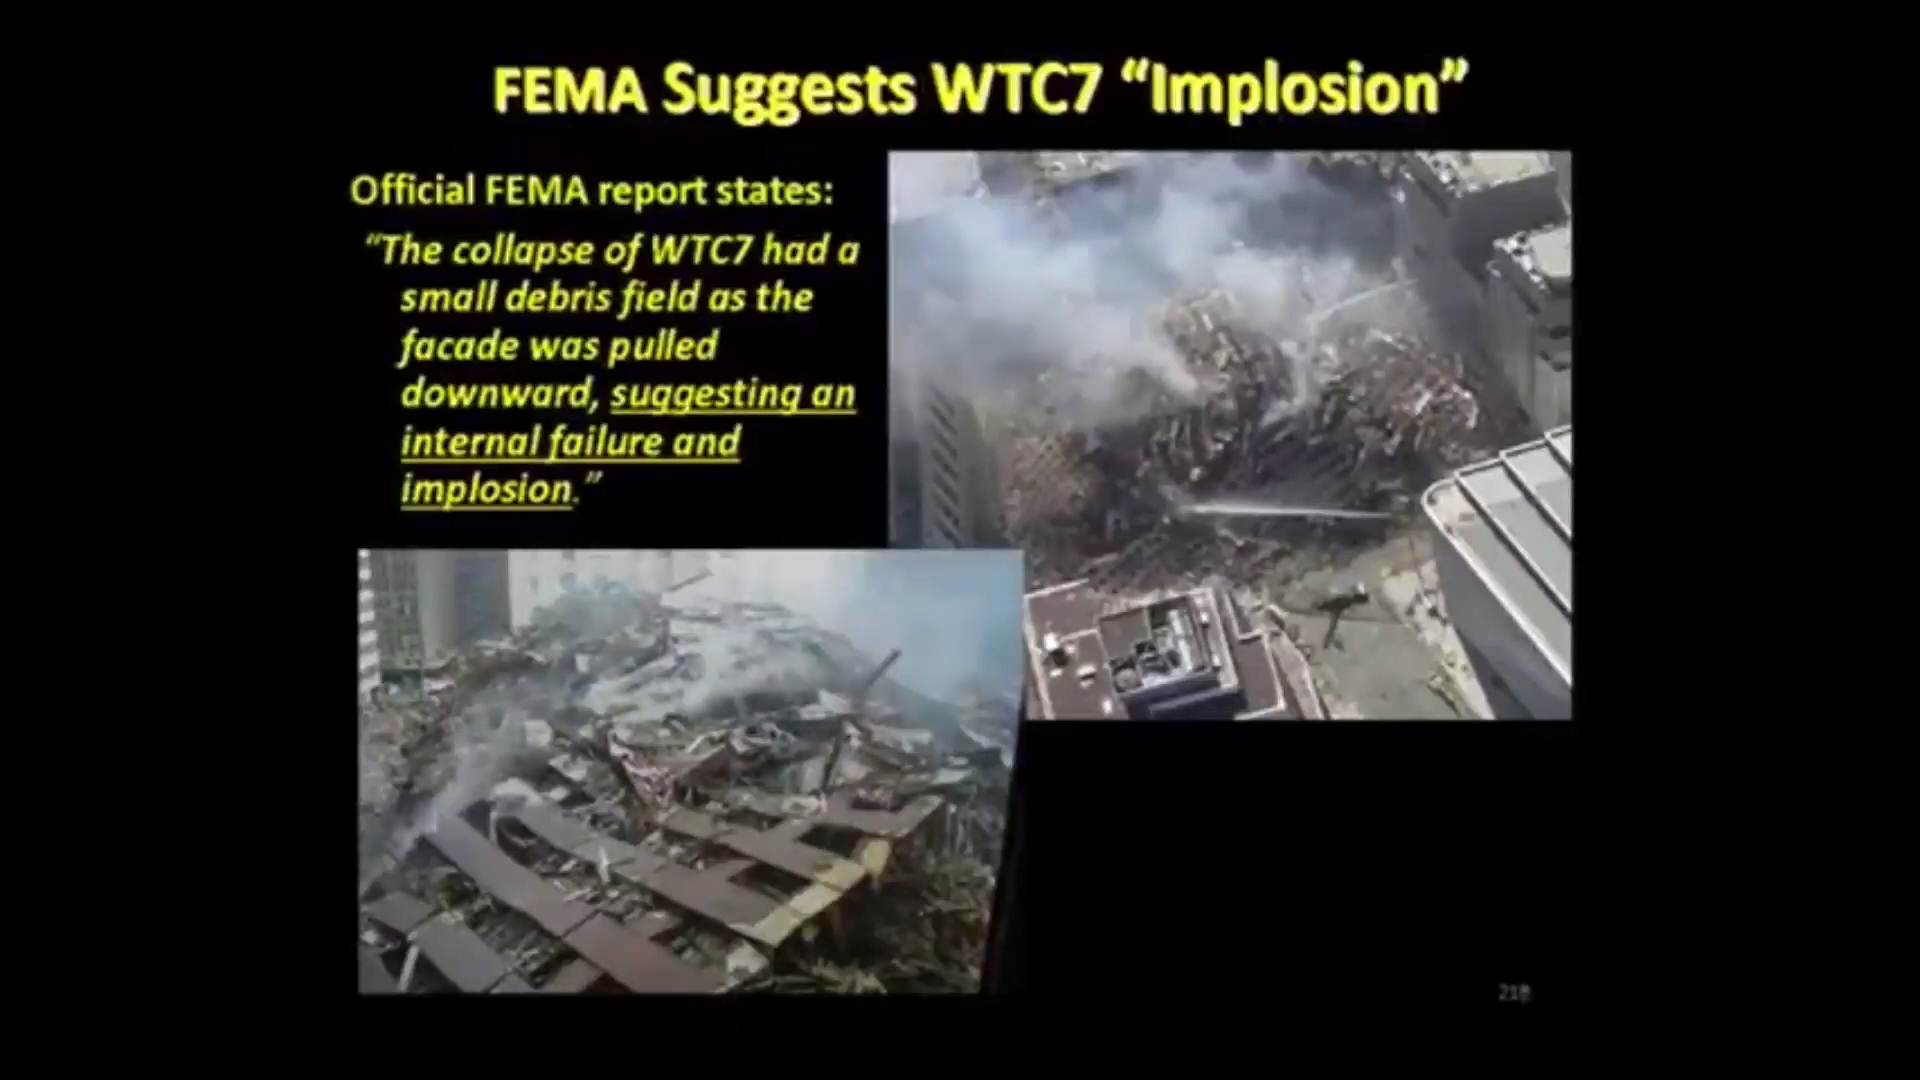 FEMA Suggests WTC7 “Implosion”
Official FEMA report states:
“The collapse of WTC7 had a
small debris field as the
facade was pulled
downward, suggesting an
internal failure and
implosion.”